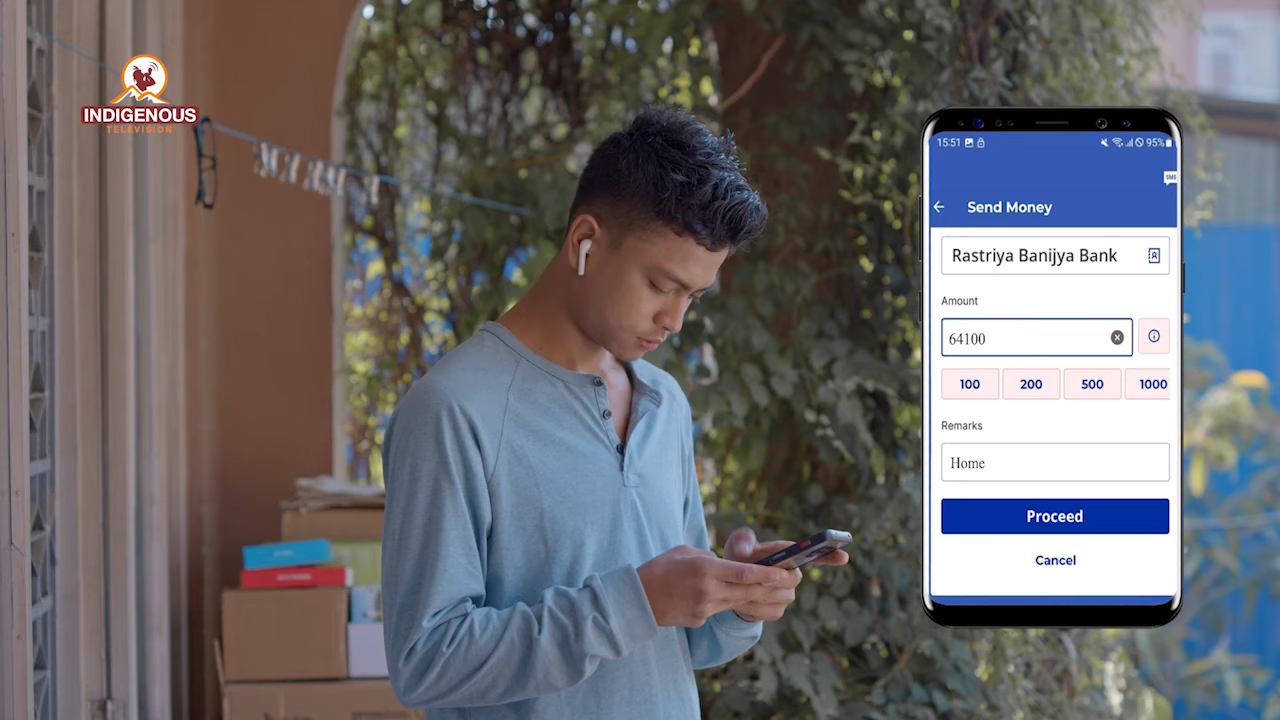 INDIGENOUS
TELEVISION
15:51
95%
SMS
Send Money
Rastriya Banijya Bank
Amount
64100
100
200
500
1000
Remarks
Home
Proceed
Cancel